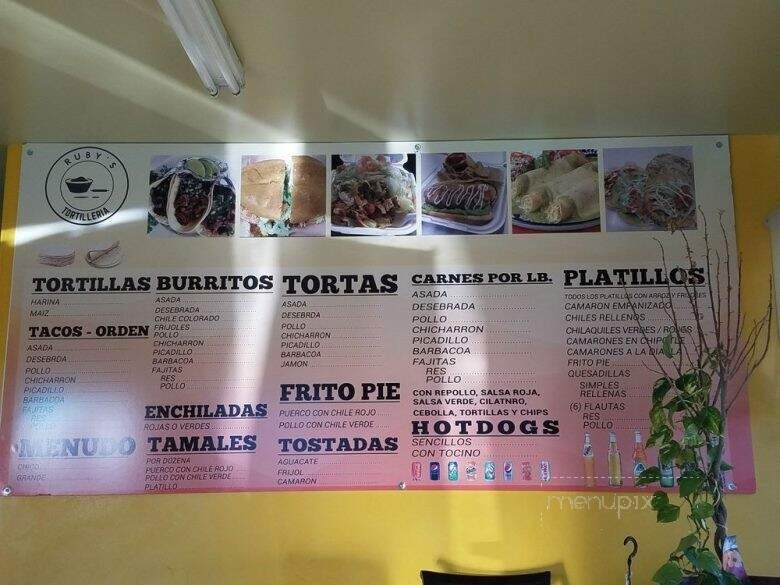 RUBY'S
TORTILLERIA
TORTILLAS
HARINA
MAIZ
TACOS - ORDEN
ASADA
DESEBRADA
POLLO
CHICHARRON
PICADILLO
BARBACOA
FAJITAS
RES
POLLO
MENUDO
CHICO
GRANDE
BURRITOS
ASADA
DESEBRADA
CHILE COLORADO
FRIJOLES
POLLO
CHICHARRON
PICADILLO
BARBACOA
FAJITAS
RES
POLLO
ENCHILADAS
ROJAS O VERDES
TAMALES
POR DOZENA
PUERCO CON CHILE ROJO
POLLO CON CHILE VERDE
PLATILLO
TORTAS
ASADA
DESEBRDA
POLLO
CHICHARRON
PICADILLO
BARBACOA
JAMON
FRITO PIE
PUERCO CON CHILE ROJO
POLLO CON CHILE VERDE
TOSTADAS
AGUACATE
FRIJOL
CAMARON
CARNES POR LB.
ASADA
DESEBRADA
POLLO
CHICHARRON
PICADILLO
BARBACOA
FAJITAS
RES
POLLO
CON REPOLLO, SALSA ROJA,
SALSA VERDE, CILATNRO,
CEBOLLA, TORTILLAS Y CHIPS
HOTDOGS
SENCILLOS
CON TOCINO
PLATILLOS
TODOS LOS PLATILLOS CON ARROZ Y FRIJOLES
CAMARON EMPANIZADO
CHILES RELLENOS
CHILAQUILES VERDES / ROJOS
CAMARONES EN CHIPOTLE
CAMARONES A LA DIABLA
FRITO PIE
QUESADILLAS
SIMPLES
RELLENAS
(6) FLAUTAS
RES
POLLO
menupix